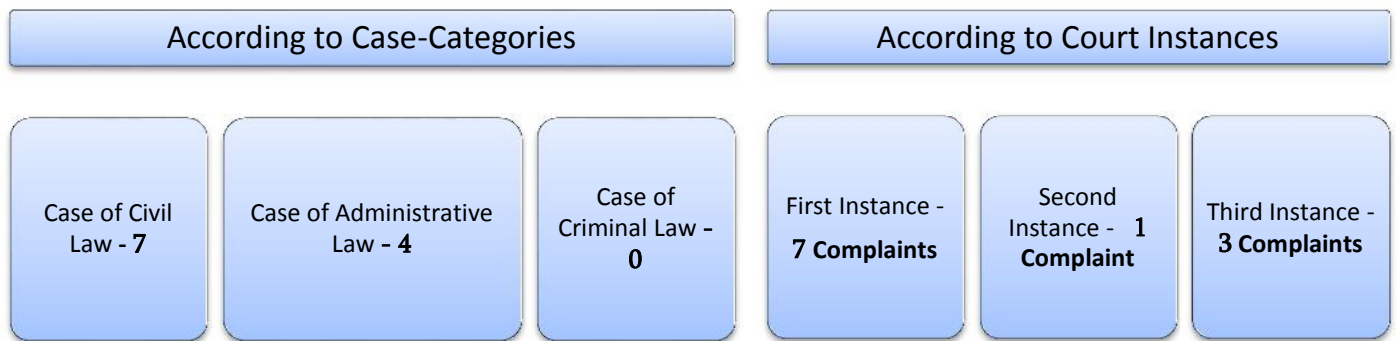 According to Case-Categories
According to Court Instances
Case of Civil
Law - 7
Case of Administrative
Law - 4
Case of
Criminal Law -
0
First Instance -
7 Complaints
Second
Instance - 1
Complaint
Third Instance -
3 Complaints